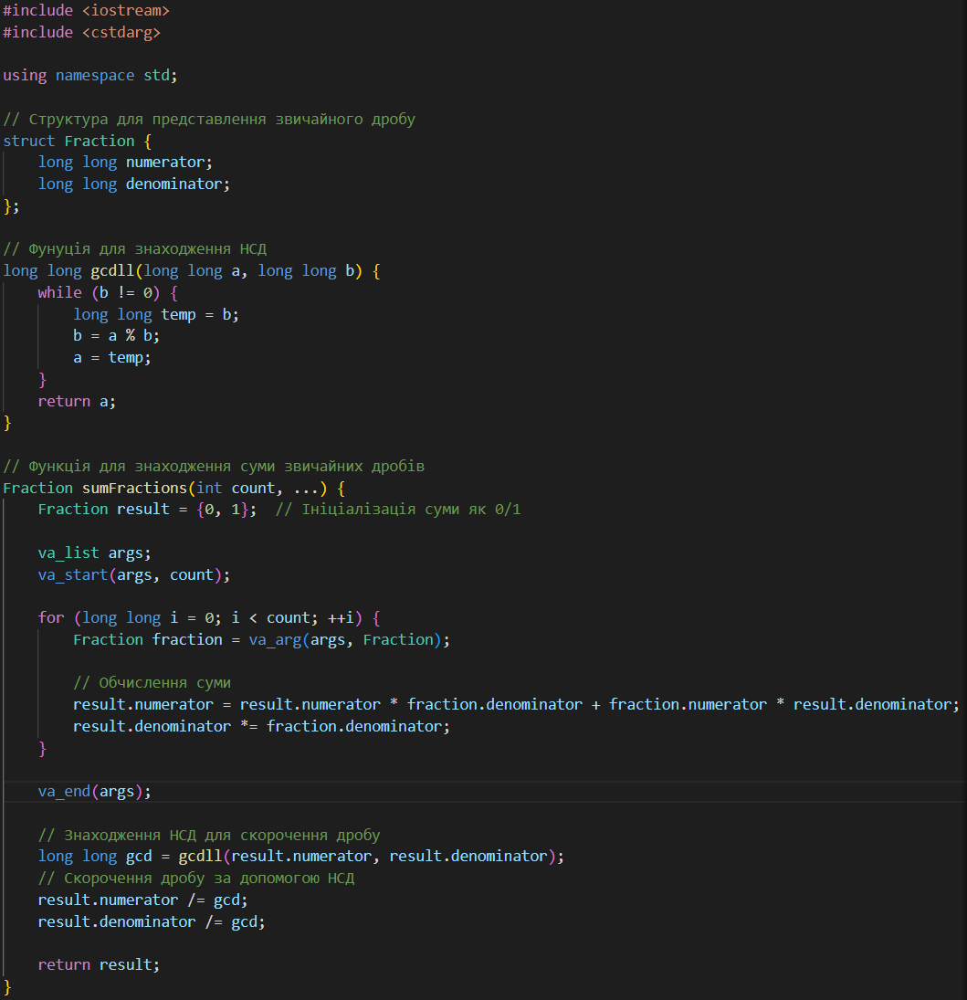 #include <iostream>
#include <cstdarg>
using namespace std;
// Структура для представлення звичайного дробу
struct Fraction {
    long long numerator;
    long long denominator;
};
// Фунуція для знаходження НСД
long long gcdll(long long a, long long b) {
    while (b != 0) {
        long long temp = b;
        b = a % b;
        a = temp;
    }
    return a;
}
// Функція для знаходження суми звичайних дробів
Fraction sumFractions(int count, ...) {
    Fraction result = {0, 1};  // Ініціалізація суми як 0/1
    va_list args;
    va_start(args, count);
    for (long long i = 0; i < count; ++i) {
        Fraction fraction = va_arg(args, Fraction);
        // Обчислення суми
        result.numerator = result.numerator * fraction.denominator + fraction.numerator * result.denominator;
        result.denominator *= fraction.denominator;
    }
    va_end(args);
    // Знаходження НСД для скорочення дробу
    long long gcd = gcdll(result.numerator, result.denominator);
    // Скорочення дробу за допомогою НСД
    result.numerator /= gcd;
    result.denominator /= gcd;
    return result;
}